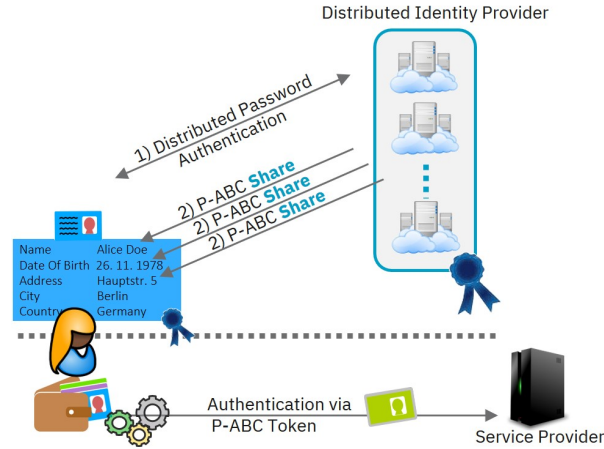 Distributed Identity Provider
1) Distributed Password
Authentication
2) P-ABC Share
2) P-ABC Share
2) P-ABC Share
Name Alice Doe
Date Of Birth 26. 11. 1978
Address Hauptstr. 5
City Berlin
Country Germany
Authentication via
P-ABC Token
Service Provider